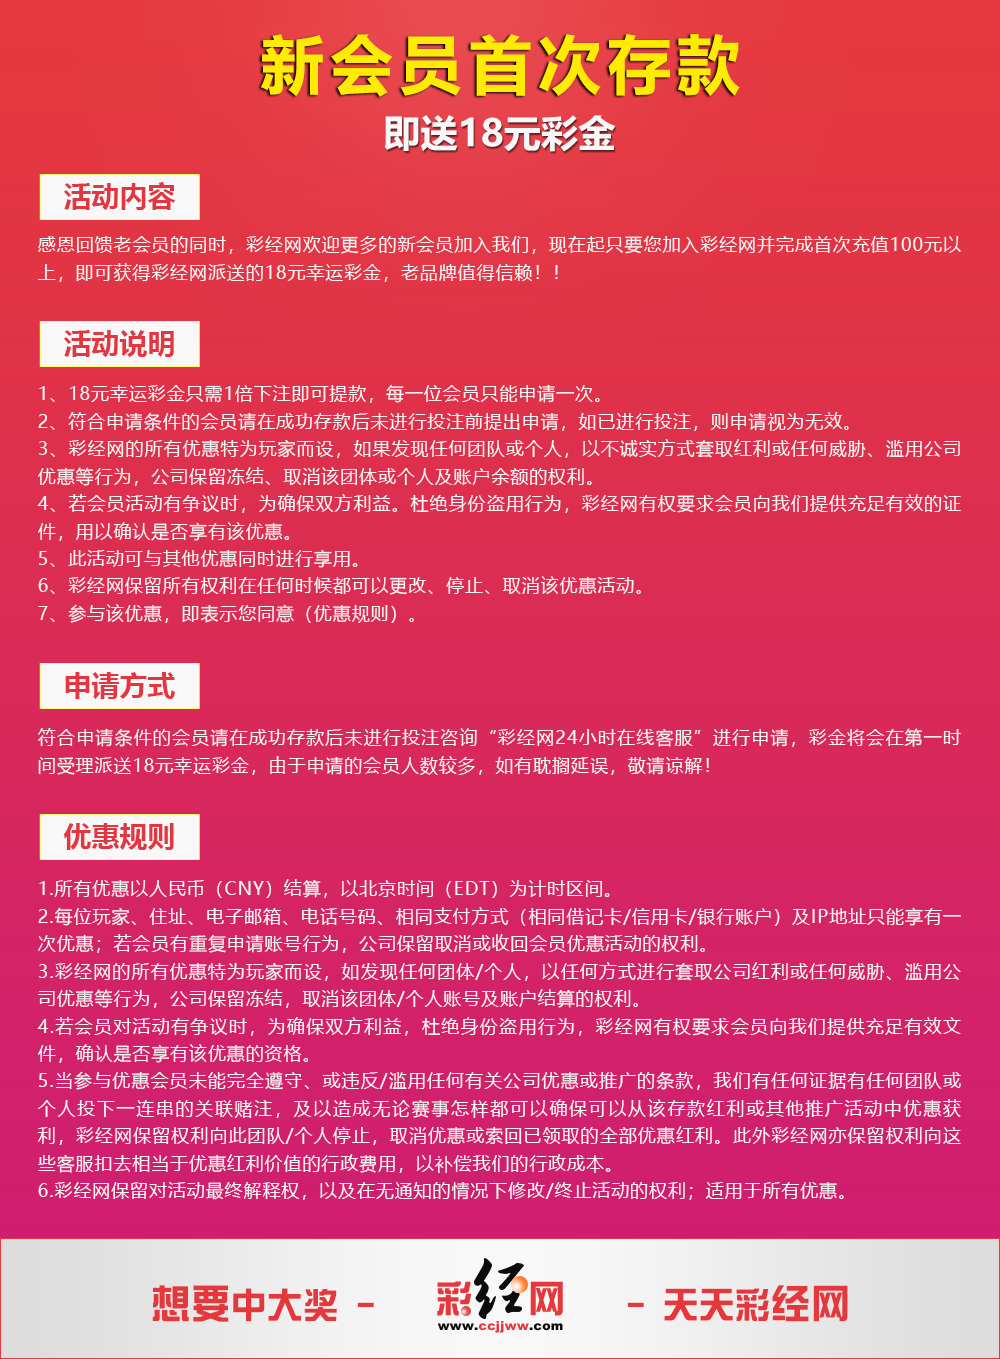 新会员首次存款
即送18元彩金
活动内容
感恩回馈老会员的同时，彩经网欢迎更多的新会员加入我们，现在起只要您加入彩经网并完成首次充值100元以
上，即可获得彩经网派送的18元幸运彩金，老品牌值得信赖！！
活动说明
1、18元幸运彩金只需1倍下注即可提款，每一位会员只能申请一次。
2、符合申请条件的会员请在成功存款后未进行投注前提出申请，如已进行投注，则申请视为无效。
3、彩经网的所有优惠特为玩家而设，如果发现任何团队或个人，以不诚实方式套取红利或任何威胁、滥用公司
优惠等行为，公司保留冻结、取消该团体或个人及账户余额的权利。
4、若会员活动有争议时，为确保双方利益。杜绝身份盗用行为，彩经网有权要求会员向我们提供充足有效的证
件，用以确认是否享有该优惠。
5、此活动可与其他优惠同时进行享用。
6、彩经网保留所有权利在任何时候都可以更改、停止、取消该优惠活动。
7、参与该优惠，即表示您同意（优惠规则）。
申请方式
符合申请条件的会员请在成功存款后未进行投注咨询“彩经网24小时在线客服”进行申请，彩金将会在第一时
间受理派送18元幸运彩金，由于申请的会员人数较多，如有耽搁延误，敬请谅解！
优惠规则
1.所有优惠以人民币（CNY）结算，以北京时间（EDT）为计时区间。
2.每位玩家、住址、电子邮箱、电话号码、相同支付方式（相同借记卡/信用卡/银行账户）及IP地址只能享有一
次优惠；若会员有重复申请账号行为，公司保留取消或收回会员优惠活动的权利。
3.彩经网的所有优惠特为玩家而设，如发现任何团体/个人，以任何方式进行套取公司红利或任何威胁、滥用公
司优惠等行为，公司保留冻结，取消该团体/个人账号及账户结算的权利。
4.若会员对活动有争议时，为确保双方利益，杜绝身份盗用行为，彩经网有权要求会员向我们提供充足有效文
件，确认是否享有该优惠的资格。
5.当参与优惠会员未能完全遵守、或违反/滥用任何有关公司优惠或推广的条款，我们有任何证据有任何团队或
个人投下一连串的关联赌注，及以造成无论赛事怎样都可以确保可以从该存款红利或其他推广活动中优惠获
利，彩经网保留权利向此团队/个人停止，取消优惠或索回已领取的全部优惠红利。此外彩经网亦保留权利向这
些客服扣去相当于优惠红利价值的行政费用，以补偿我们的行政成本。
6.彩经网保留对活动最终解释权，以及在无通知的情况下修改/终止活动的权利；适用于所有优惠。
想要中大奖 - 彩经网 - 天天彩经网
www.ccjjww.com